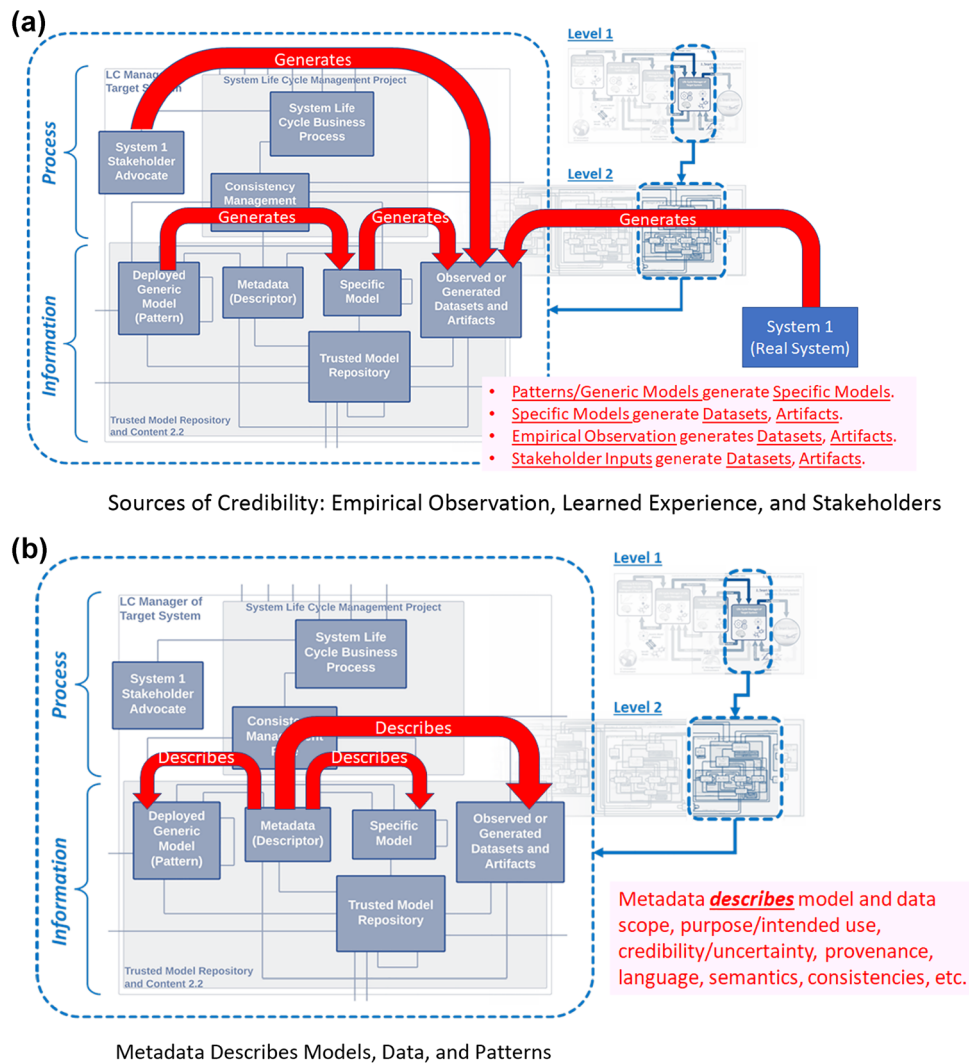 (a)
Level 1
Generates
LC Manager of
Target System
System Life Cycle Management Project
System Life
Cycle Business
Process
Process
System 1
Stakeholder
Advocate
Level 2
Consistency
Management
Generates
Generates
Generates
Information
Deployed
Generic
Model
(Pattern)
Metadata
(Descriptor)
Specific
Model
Observed or
Generated
Datasets and
Artifacts
System 1
(Real System)
Trusted Model
Repository
Trusted Model Repository
and Content 2.2
• Patterns/Generic Models generate Specific Models.
• Specific Models generate Datasets, Artifacts.
• Empirical Observation generates Datasets, Artifacts.
• Stakeholder Inputs generate Datasets, Artifacts.
Sources of Credibility: Empirical Observation, Learned Experience, and Stakeholders
(b)
Level 1
LC Manager of
Target System
System Life Cycle Management Project
System Life
Cycle Business
Process
Process
System 1
Stakeholder
Advocate
Level 2
Consistency
Management
Describes
Describes
Describes
Information
Deployed
Generic
Model
(Pattern)
Metadata
(Descriptor)
Specific
Model
Observed or
Generated
Datasets and
Artifacts
Trusted Model
Repository
Trusted Model Repository
and Content 2.2
Metadata describes model and data
scope, purpose/intended use,
credibility/uncertainty, provenance,
language, semantics, consistencies, etc.
Metadata Describes Models, Data, and Patterns